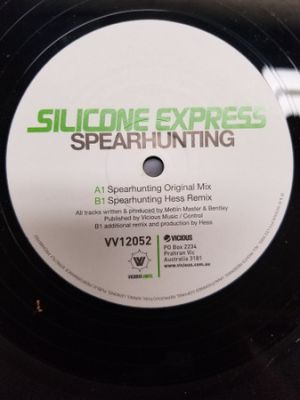 SILICONE EXPRESS
SPEARHUNTING
A1 Spearhunting Original Mix
B1 Spearhunting Hess Remix
All tracks written & produced by Mettin Master & Bentley
Published by Vicious Music / Control
B1 additional remix and production by Hess
VV12052
VICIOUS VINYL
VICIOUS
PO Box 2234
Prahran Vic
Australia 3181
www.vicious.com.au